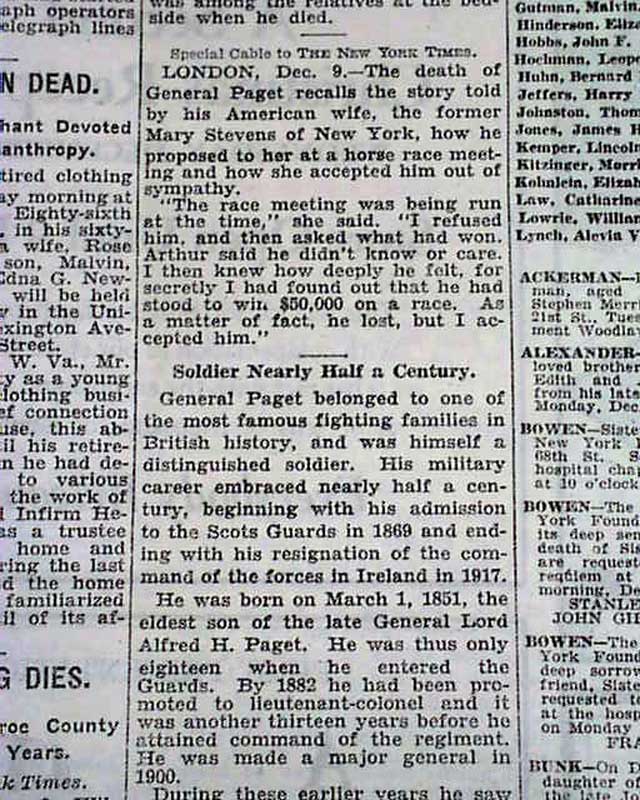 aph operators
elegraph lines
N DEAD.
hant Devoted
anthropy.
tired clothing
ay morning at
Eighty-sixth
, in his sixty-
a wife, Rose
son, Malvin,
Edna G. New-
will be held
y in the Uni-
exington Ave-
Street.
W. Va., Mr.
ty as a young
lothing busi-
ef connection
use, this ab-
il his retire-
n he had de-
to various
the work of
d Infirm He-
as a trustee
home and
ring the last
d the home
familiarized
il of its af-
G DIES.
roe County
Years.
k Times.
was among the relatives at the bed-
side when he died.
Special Cable to THE NEW YORK TIMES.
LONDON, Dec. 9.—The death of
General Paget recalls the story told
by his American wife, the former
Mary Stevens of New York, how he
proposed to her at a horse race meet-
ing and how she accepted him out of
sympathy.
"The race meeting was being run
at the time," she said. "I refused
him, and then asked what had won.
Arthur said he didn't know or care.
I then knew how deeply he felt, for
secretly I had found out that he had
stood to win $50,000 on a race. As
a matter of fact, he lost, but I ac-
cepted him."
Soldier Nearly Half a Century.
General Paget belonged to one of
the most famous fighting families in
British history, and was himself a
distinguished soldier. His military
career embraced nearly half a cen-
tury, beginning with his admission
to the Scots Guards in 1869 and end-
ing with his resignation of the com-
mand of the forces in Ireland in 1917.
He was born on March 1, 1851, the
eldest son of the late General Lord
Alfred H. Paget. He was thus only
eighteen when he entered the
Guards. By 1882 he had been pro-
moted to lieutenant-colonel and it
was another thirteen years before he
attained command of the regiment.
He was made a major general in
1900.
During these earlier years he saw
Gutman, Malvin
Hinderson, Eliz
Hobbs, John F.
Hochman, Leopo
Huhn, Bernard
Jeffers, Harry
Johnston, Thom
Jones, James H
Kemper, Lincoln
Kitzinger, Morri
Kohnlein, Elizab
Law, Catharine
Lowrie, William
Lynch, Alevia V
ACKERMAN—
man, aged
Stephen Merr
21st St., Tues
ment Woodlaw
ALEXANDER—
loved brother
Edith and
from his late
Monday, Dec
BOWEN—Siste
New York
68th St. S
hospital cha
at 10 o'clock
BOWEN—The
York Found
its deep sen
death of Sis
are request
requiem at
morning, De
STANLE
JOHN GI
BOWEN—The
York Found
deep sorrow
friend, Siste
requested to
at the hosp
on Monday
FRA
BUNK—On D
daughter of
the late Jo